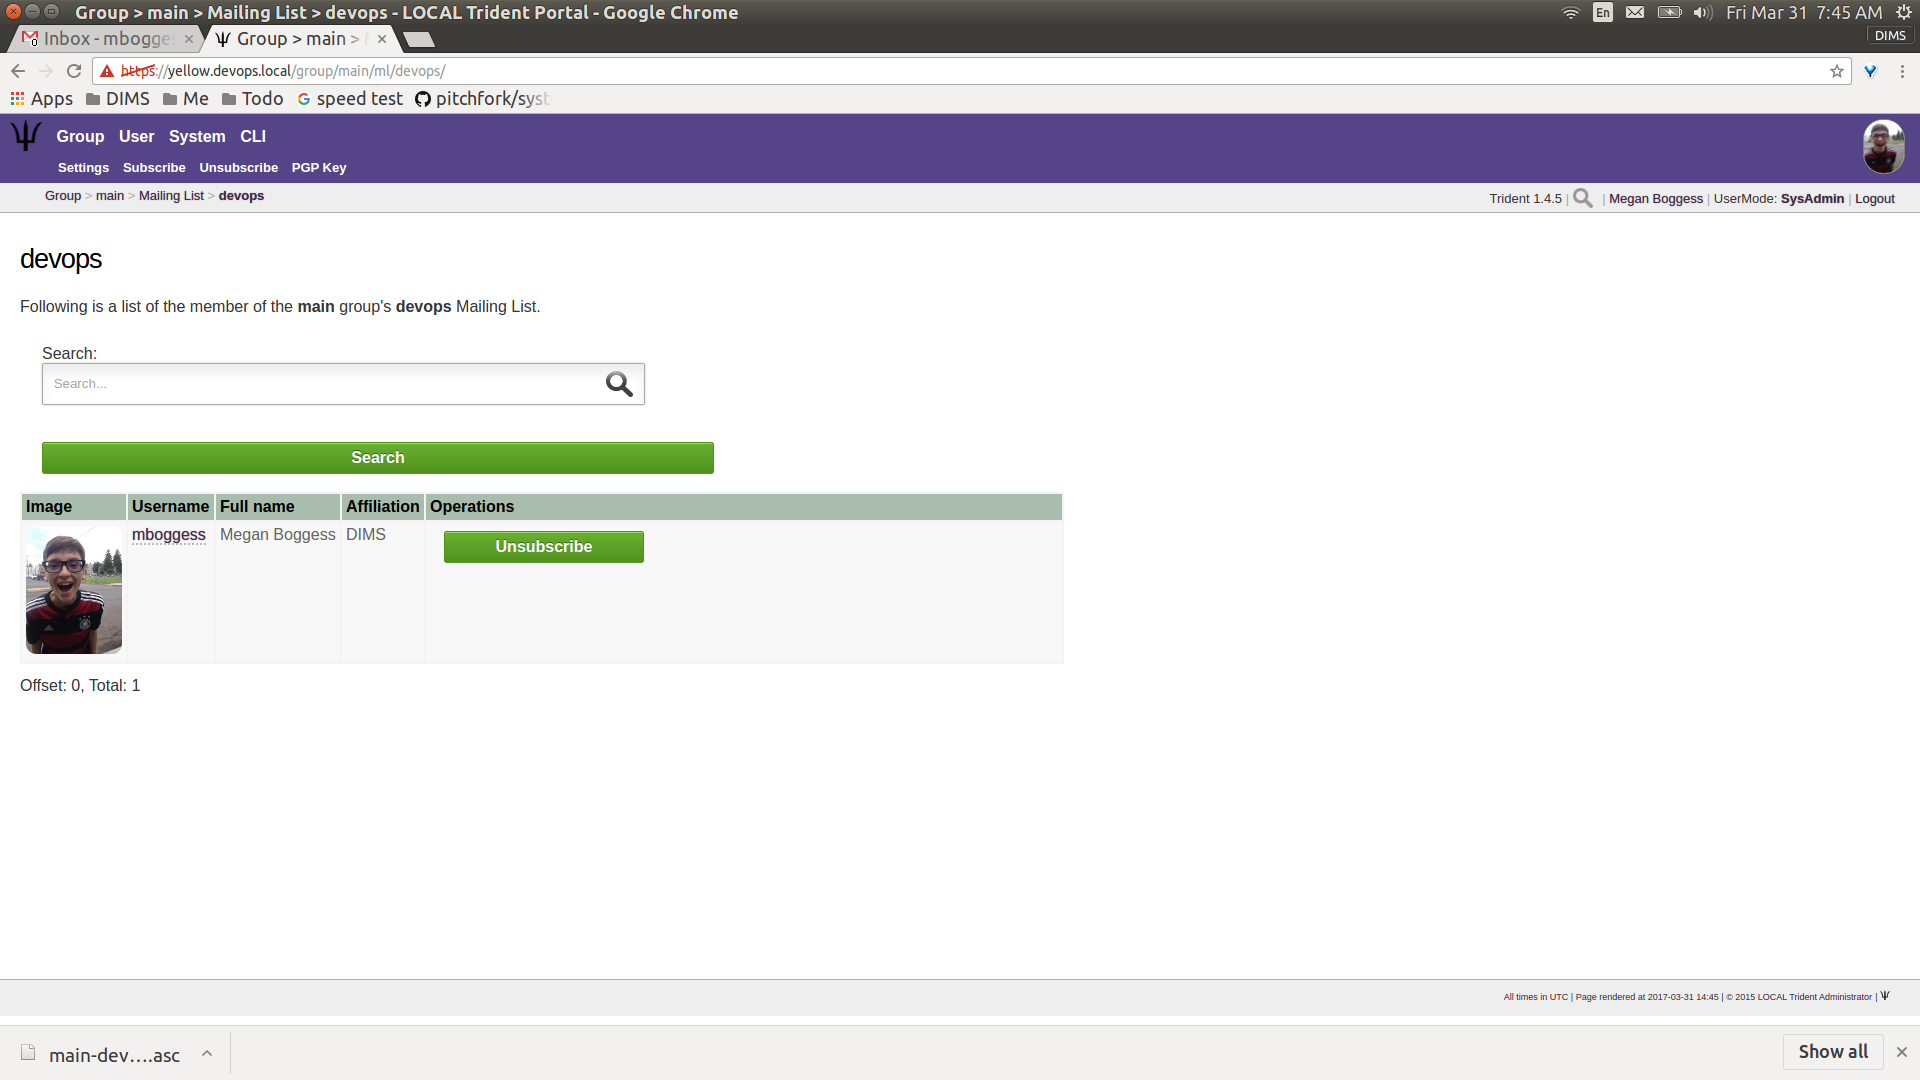 Group > main > Mailing List > devops - LOCAL Trident Portal - Google Chrome
En
Fri Mar 31 7:45 AM
Inbox - mbogges
Group > main >
DIMS
https://yellow.devops.local/group/main/ml/devops/
Apps DIMS Me Todo speed test pitchfork/syst
Group User System CLI
Settings Subscribe Unsubscribe PGP Key
Group > main > Mailing List > devops
Trident 1.4.5 | | Megan Boggess | UserMode: SysAdmin | Logout
devops
Following is a list of the member of the main group's devops Mailing List.
Search:
Search...
Search
Image Username Full name Affiliation Operations
mboggess Megan Boggess DIMS Unsubscribe
Offset: 0, Total: 1
All times in UTC | Page rendered at 2017-03-31 14:45 | © 2015 LOCAL Trident Administrator |
main-dev....asc
Show all